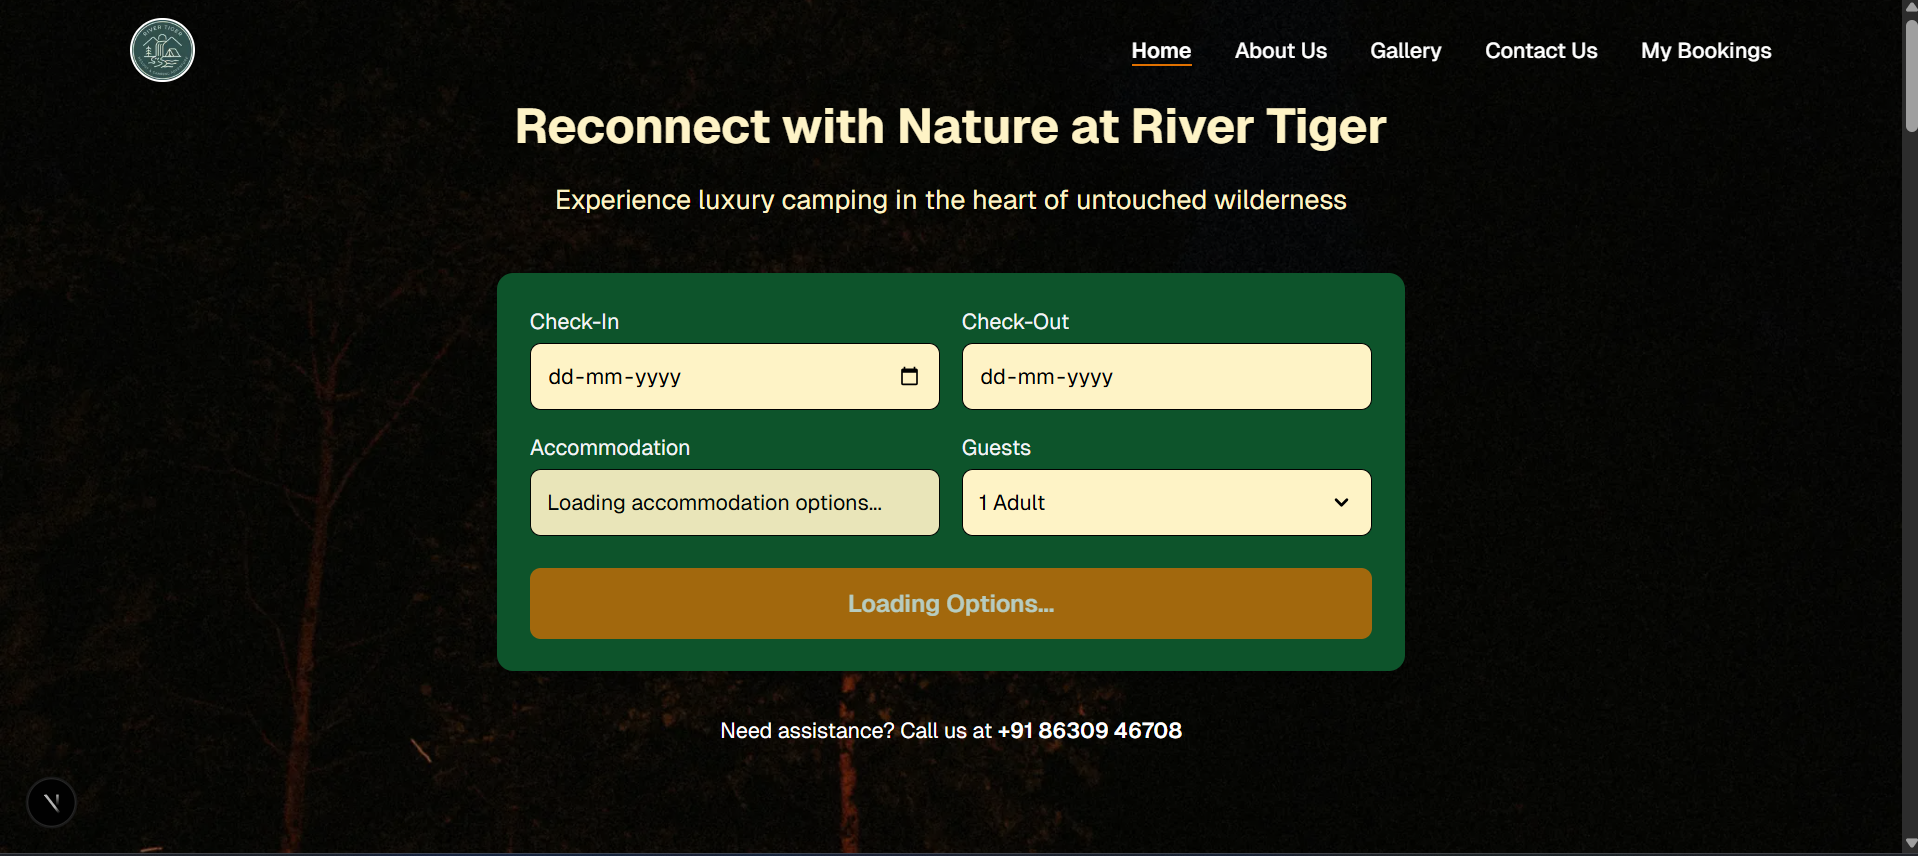 RIVER TIGER
Home
About Us
Gallery
Contact Us
My Bookings
Reconnect with Nature at River Tiger
Experience luxury camping in the heart of untouched wilderness
Check-In
Check-Out
dd-mm-yyyy
dd-mm-yyyy
Accommodation
Guests
Loading accommodation options...
1 Adult
Loading Options...
Need assistance? Call us at +91 86309 46708